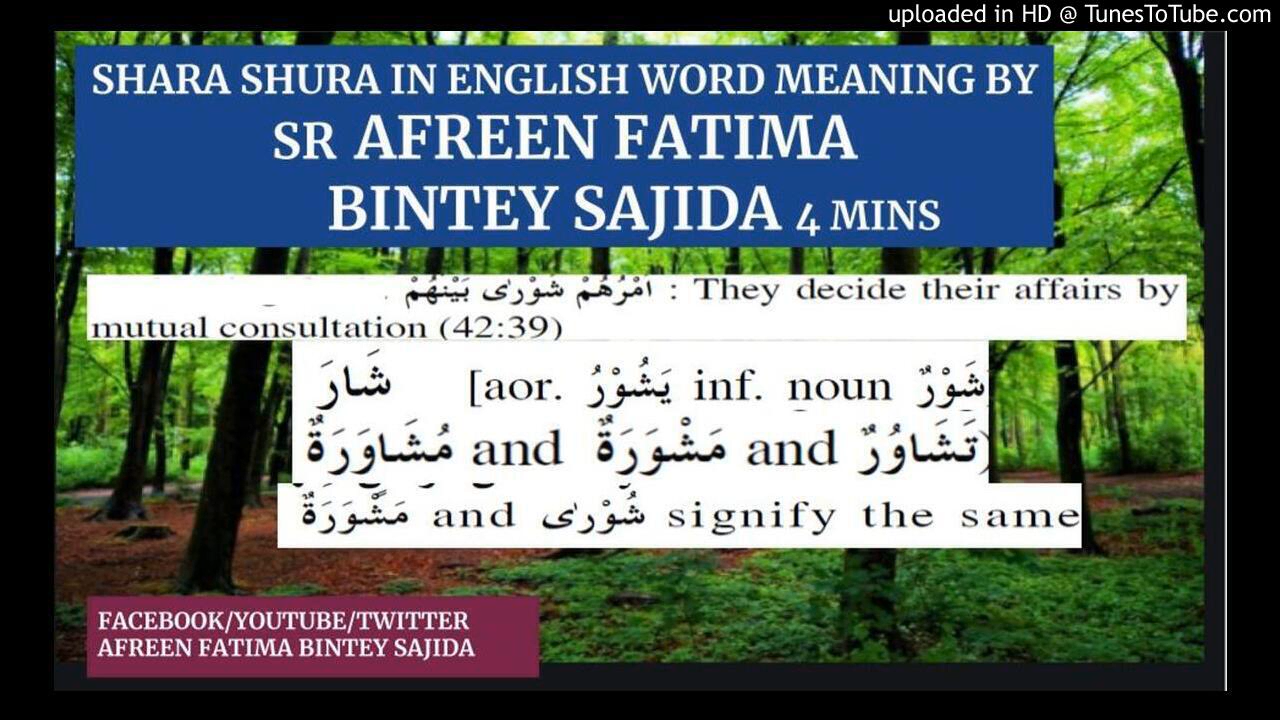 uploaded in HD @ TunesToTube.com
SHARA SHURA IN ENGLISH WORD MEANING BY
SR AFREEN FATIMA
BINTEY SAJIDA 4 MINS
اَمْرُهُمْ شُوْرٰى بَيْنَهُمْ : They decide their affairs by
mutual consultation (42:39)
شَارَ [aor. يَشُوْرُ inf. noun شَوْرٌ
مُشَاوَرَةٌ and مَشْوَرَةٌ and تَشَاوُرٌ)
مَشْوَرَةٌ and شُوْرٰى signify the same
FACEBOOK/YOUTUBE/TWITTER
AFREEN FATIMA BINTEY SAJIDA